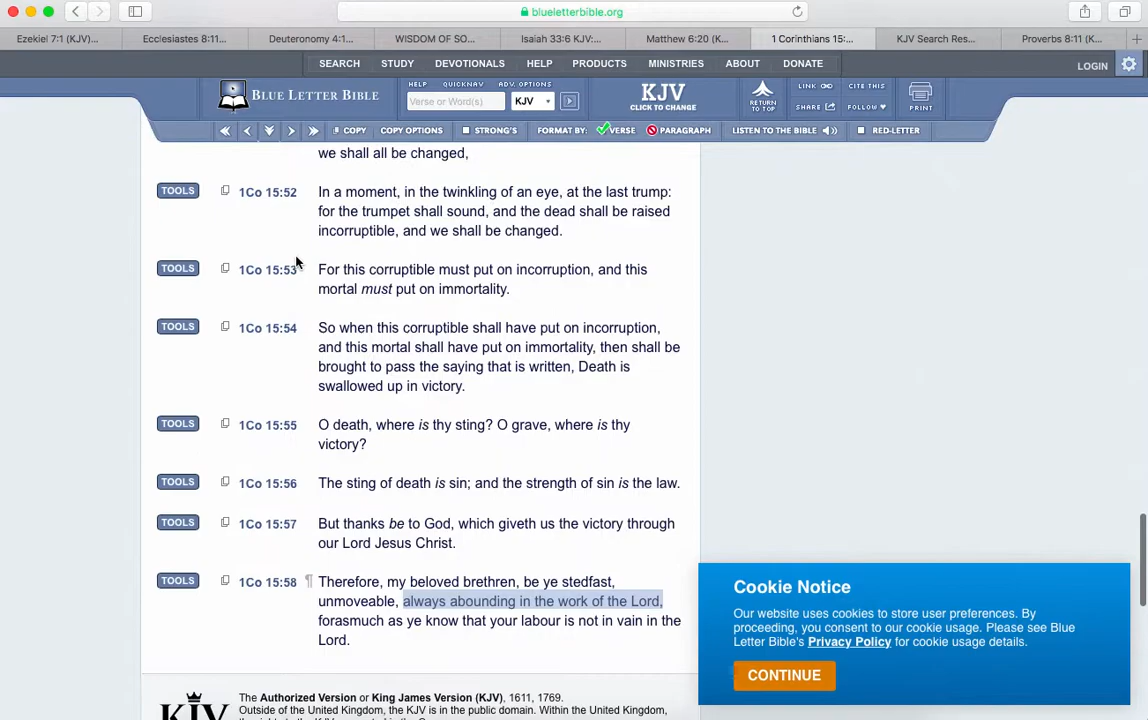 blueletterbible.org
Ezekiel 7:1 (KJV)...
Ecclesiastes 8:11...
Deuteronomy 4:1...
WISDOM OF SO...
Isaiah 33:6 KJV:...
Matthew 6:20 (K...
1 Corinthians 15:...
KJV Search Res...
Proverbs 8:11 (K...
SEARCH STUDY DEVOTIONALS HELP PRODUCTS MINISTRIES ABOUT DONATE
LOGIN
BLUE LETTER BIBLE
HELP QUICKNAV ADV. OPTIONS
Verse or Word(s) KJV
KJV
CLICK TO CHANGE
RETURN
TO TOP
LINK CITE THIS
SHARE FOLLOW
PRINT
COPY COPY OPTIONS STRONG'S FORMAT BY: VERSE PARAGRAPH LISTEN TO THE BIBLE RED-LETTER
we shall all be changed,
TOOLS 1Co 15:52 In a moment, in the twinkling of an eye, at the last trump:
for the trumpet shall sound, and the dead shall be raised
incorruptible, and we shall be changed.
TOOLS 1Co 15:53 For this corruptible must put on incorruption, and this
mortal must put on immortality.
TOOLS 1Co 15:54 So when this corruptible shall have put on incorruption,
and this mortal shall have put on immortality, then shall be
brought to pass the saying that is written, Death is
swallowed up in victory.
TOOLS 1Co 15:55 O death, where is thy sting? O grave, where is thy
victory?
TOOLS 1Co 15:56 The sting of death is sin; and the strength of sin is the law.
TOOLS 1Co 15:57 But thanks be to God, which giveth us the victory through
our Lord Jesus Christ.
TOOLS 1Co 15:58 ¶ Therefore, my beloved brethren, be ye stedfast,
unmoveable, always abounding in the work of the Lord,
forasmuch as ye know that your labour is not in vain in the
Lord.
KJV
The Authorized Version or King James Version (KJV), 1611, 1769.
Outside of the United Kingdom, the KJV is in the public domain. Within the United Kingdom,
Cookie Notice
Our website uses cookies to store user preferences. By
proceeding, you consent to our cookie usage. Please see Blue
Letter Bible's Privacy Policy for cookie usage details.
CONTINUE